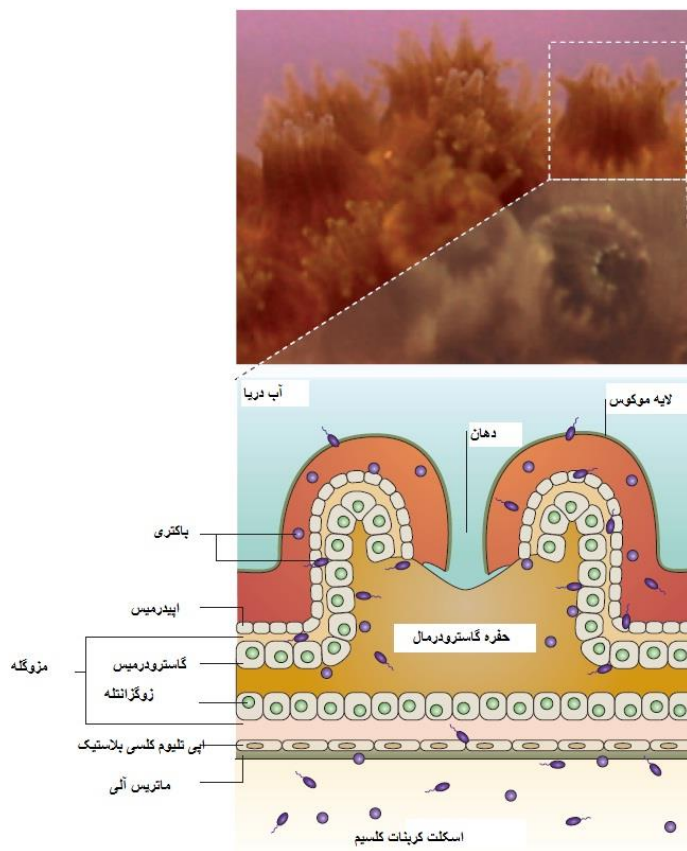 آب دریا
لایه موکوس
دهان
باکتری
اپیدرمیس
حفره گاسترودرمال
گاسترودرمیس
مزوگله
زوگزانتله
اپی تلیوم کلسی بلاستیک
ماتریس آلی
اسکلت کربنات کلسیم